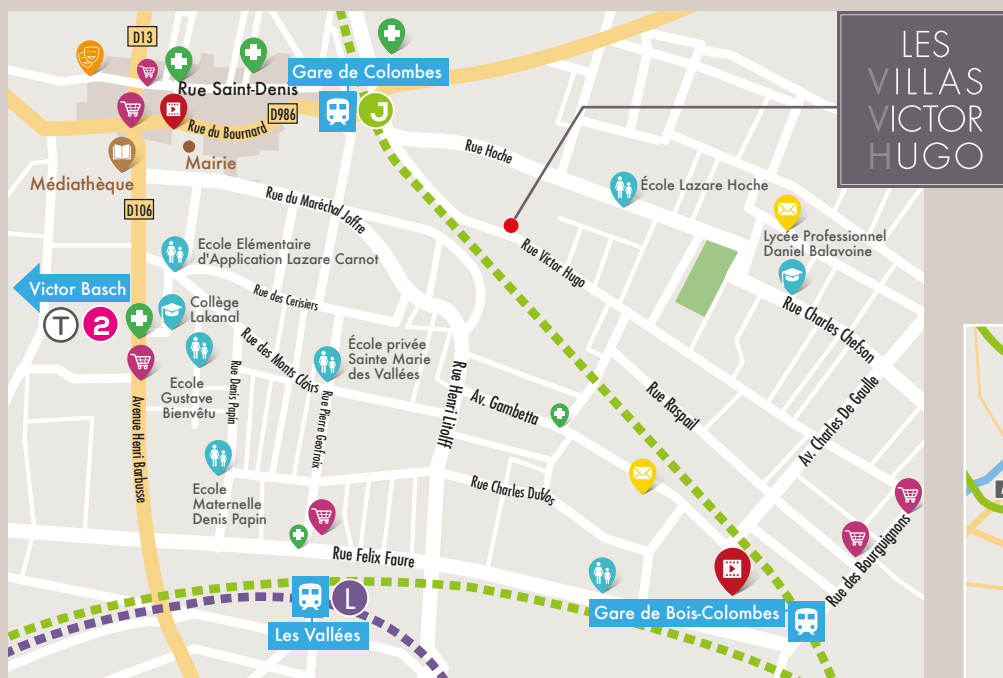 LES
VILLAS
VICTOR
HUGO
D13
Gare de Colombes
Rue Saint-Denis
J
D986
Rue du Bournard
Mairie
Médiathèque
D106
Rue Hoche
École Lazare Hoche
Rue du Maréchal Joffre
Lycée Professionnel
Daniel Balavoine
Ecole Elémentaire
d'Application Lazare Carnot
Rue Victor Hugo
Victor Basch
T
2
Rue des Cerisiers
Collège
Lakanal
Rue Charles Chefson
Rue des Monts Clairs
École privée
Sainte Marie
des Vallées
Ecole
Gustave
Bienvêtu
Rue Denis Papin
Rue Pierre Geofroix
Rue Henri Litolff
Av. Gambetta
Rue Raspail
Av. Charles De Gaulle
Avenue Henri Barbusse
Rue Charles DuVos
Ecole
Maternelle
Denis Papin
Rue Felix Faure
Rue des Bourguignons
L
Les Vallées
Gare de Bois-Colombes